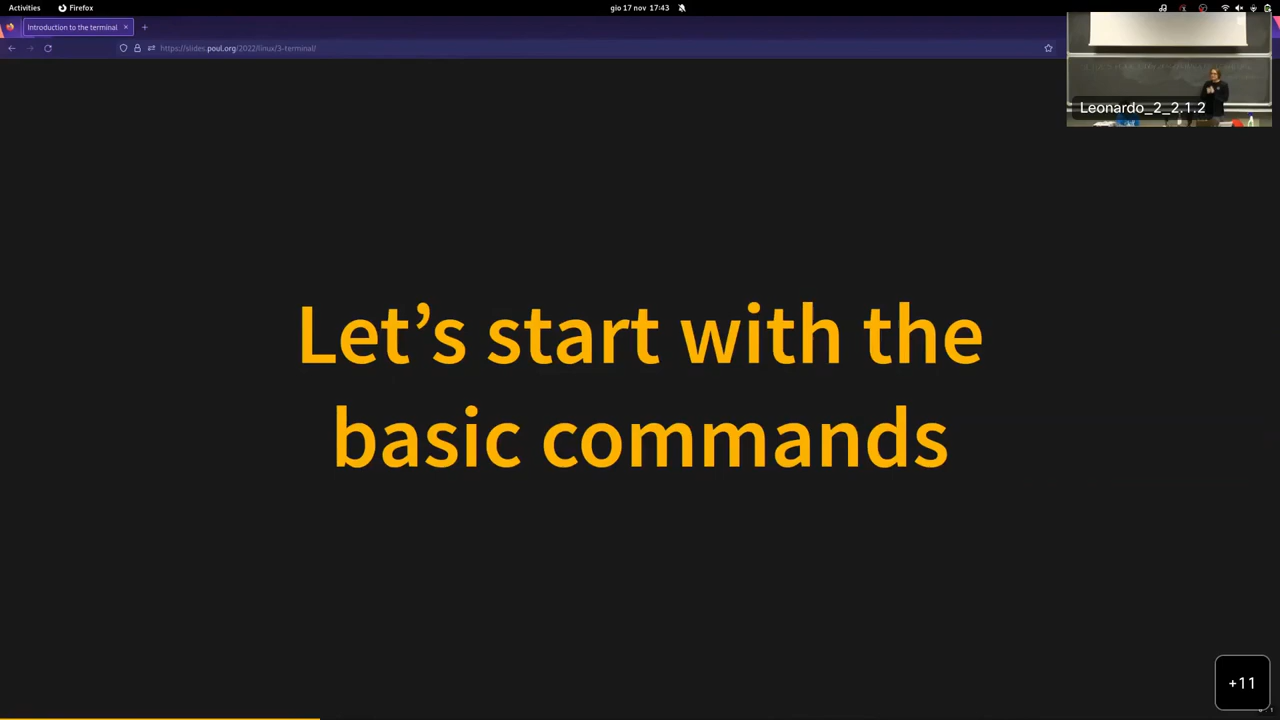 Activities
Firefox
gio 17 nov 17:43
Introduction to the terminal
https://slides.poul.org/2022/linux/3-terminal/
Leonardo_2_2.1.2
Let’s start with the
basic commands
+11